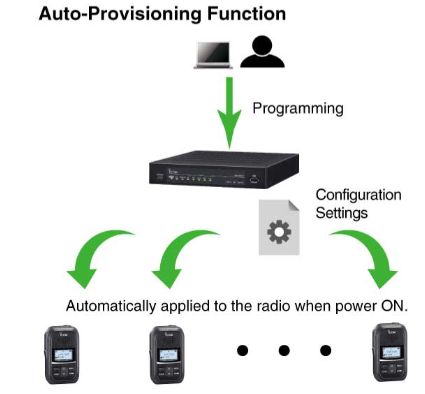 Auto-Provisioning Function
Programming
Configuration
Settings
Automatically applied to the radio when power ON.